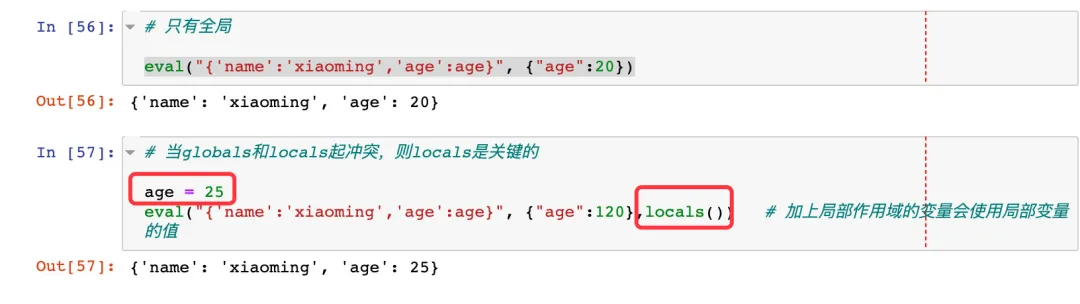 In [56]: # 只有全局
eval("{'name':'xiaoming','age':age}", {"age":20})
Out[56]: {'name': 'xiaoming', 'age': 20}
In [57]: # 当globals和locals起冲突，则locals是关键的
age = 25
eval("{'name':'xiaoming','age':age}", {"age":120},locals()) # 加上局部作用域的变量会使用局部变量
的值
Out[57]: {'name': 'xiaoming', 'age': 25}